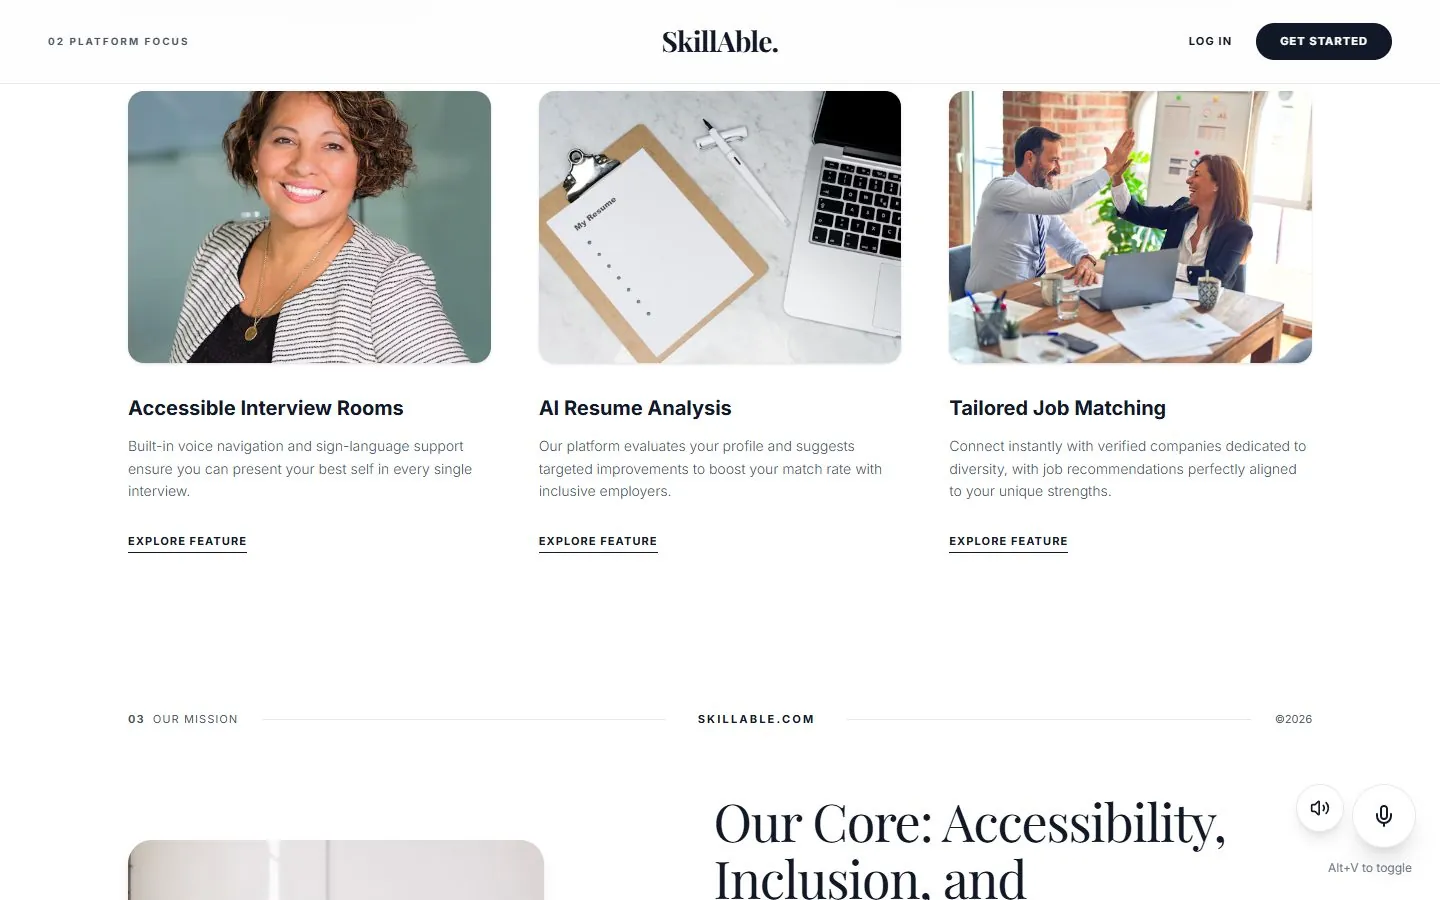 02 PLATFORM FOCUS
SkillAble.
LOG IN
GET STARTED
My Resume
Accessible Interview Rooms
Built-in voice navigation and sign-language support
ensure you can present your best self in every single
interview.
EXPLORE FEATURE
AI Resume Analysis
Our platform evaluates your profile and suggests
targeted improvements to boost your match rate with
inclusive employers.
EXPLORE FEATURE
Tailored Job Matching
Connect instantly with verified companies dedicated to
diversity, with job recommendations perfectly aligned
to your unique strengths.
EXPLORE FEATURE
03 OUR MISSION
SKILLABLE.COM
©2026
Our Core: Accessibility,
Inclusion, and
Alt+V to toggle